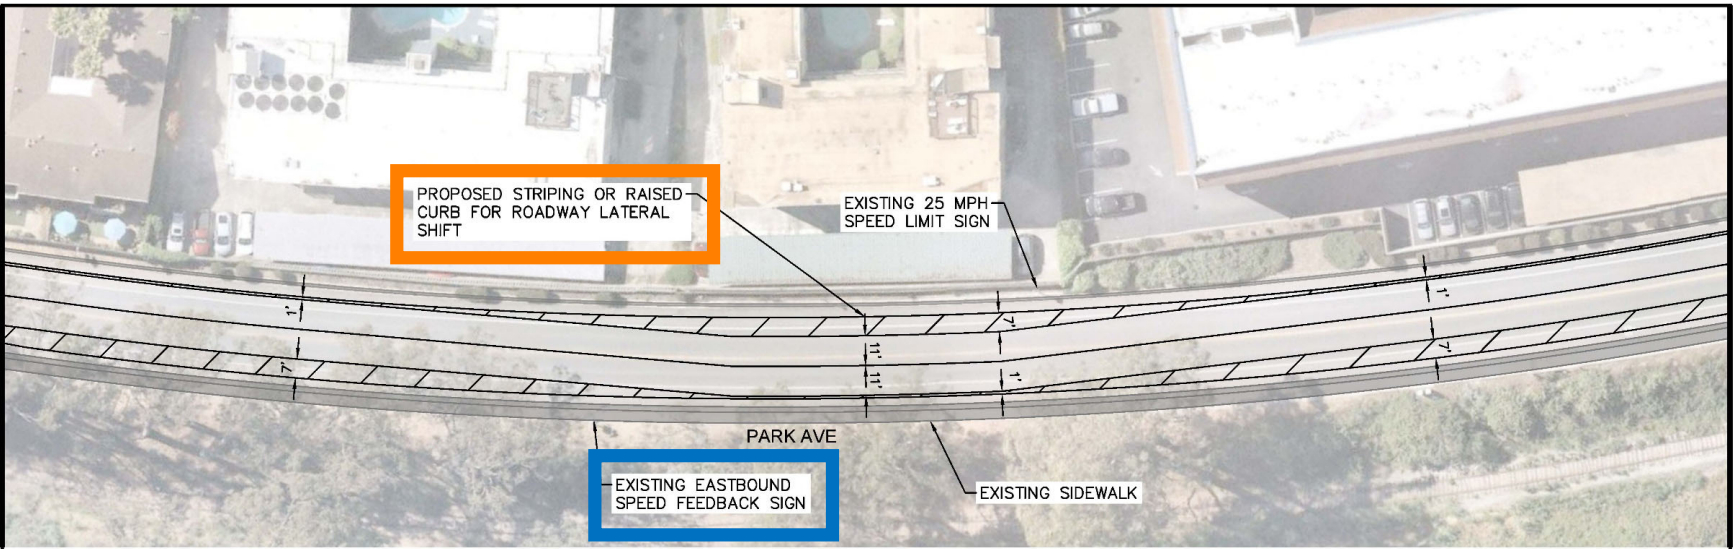 PROPOSED STRIPING OR RAISED
CURB FOR ROADWAY LATERAL
SHIFT
EXISTING 25 MPH
SPEED LIMIT SIGN
1'
7'
1'
11'
11'
7'
1'
7'
PARK AVE
EXISTING EASTBOUND
SPEED FEEDBACK SIGN
EXISTING SIDEWALK